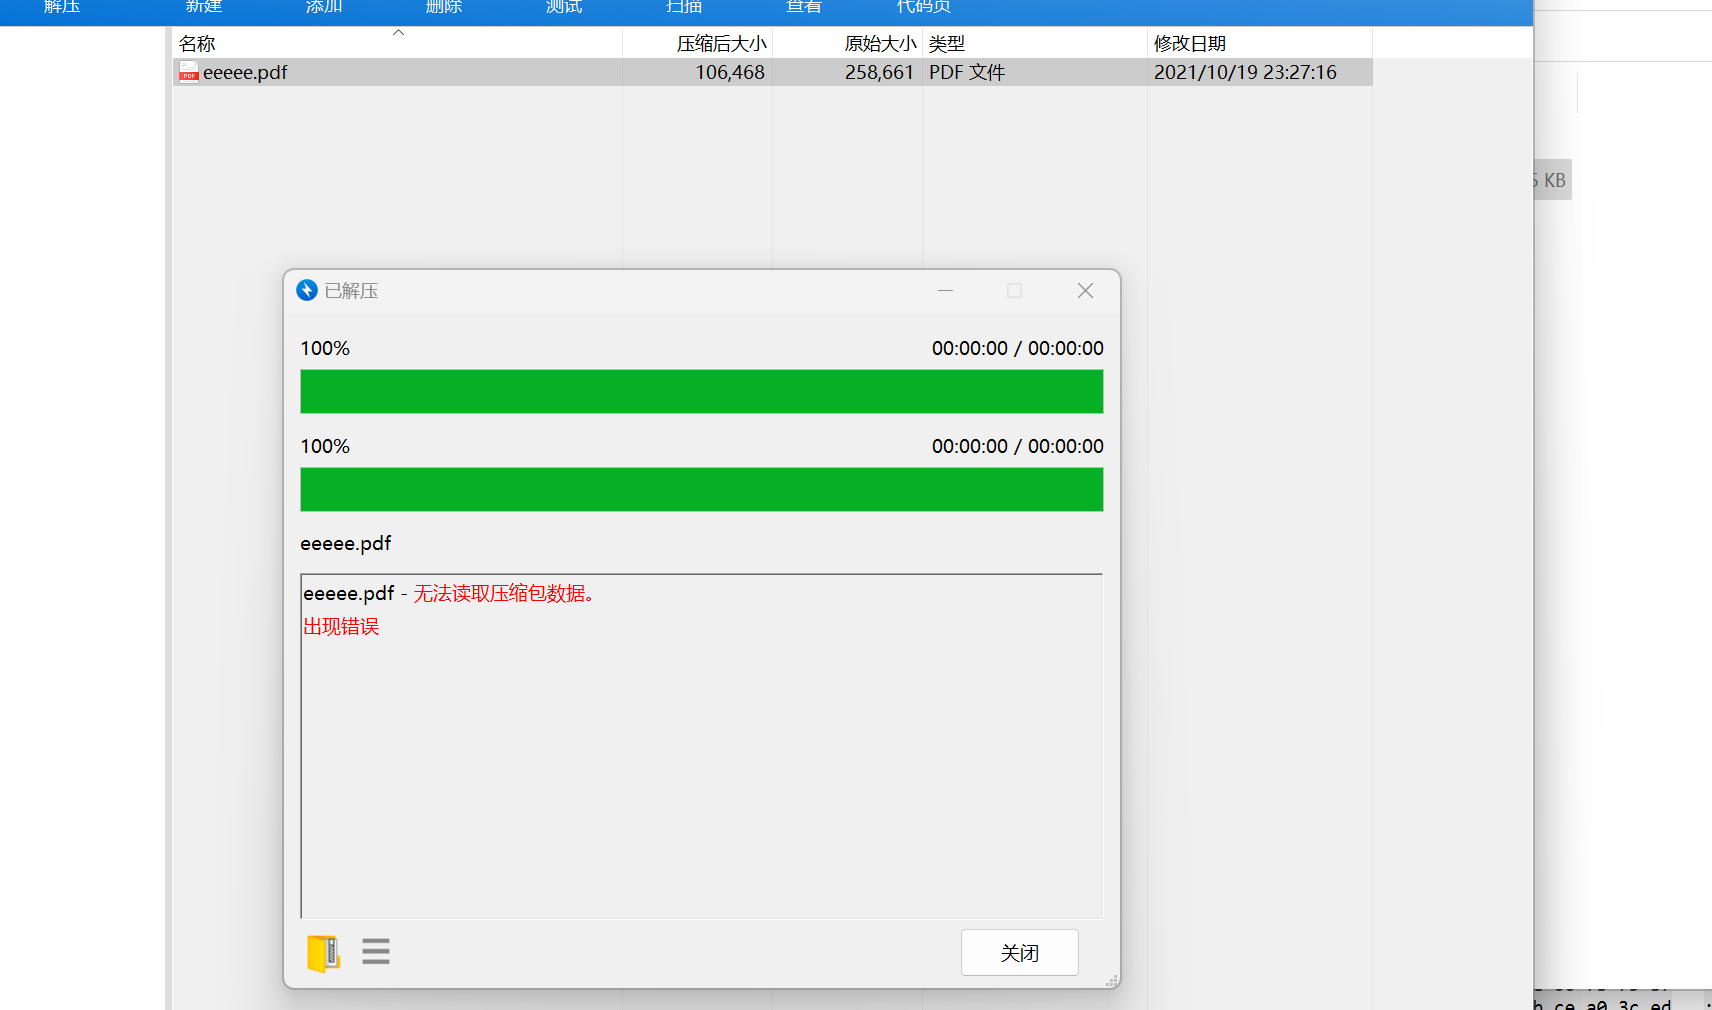 解压 新建 添加 删除 测试 扫描 查看 代码页
名称 压缩后大小 原始大小 类型 修改日期
eeeee.pdf 106,468 258,661 PDF 文件 2021/10/19 23:27:16
KB
已解压
100% 00:00:00 / 00:00:00
100% 00:00:00 / 00:00:00
eeeee.pdf
eeeee.pdf - 无法读取压缩包数据。
出现错误
关闭
ce a0 3c ed